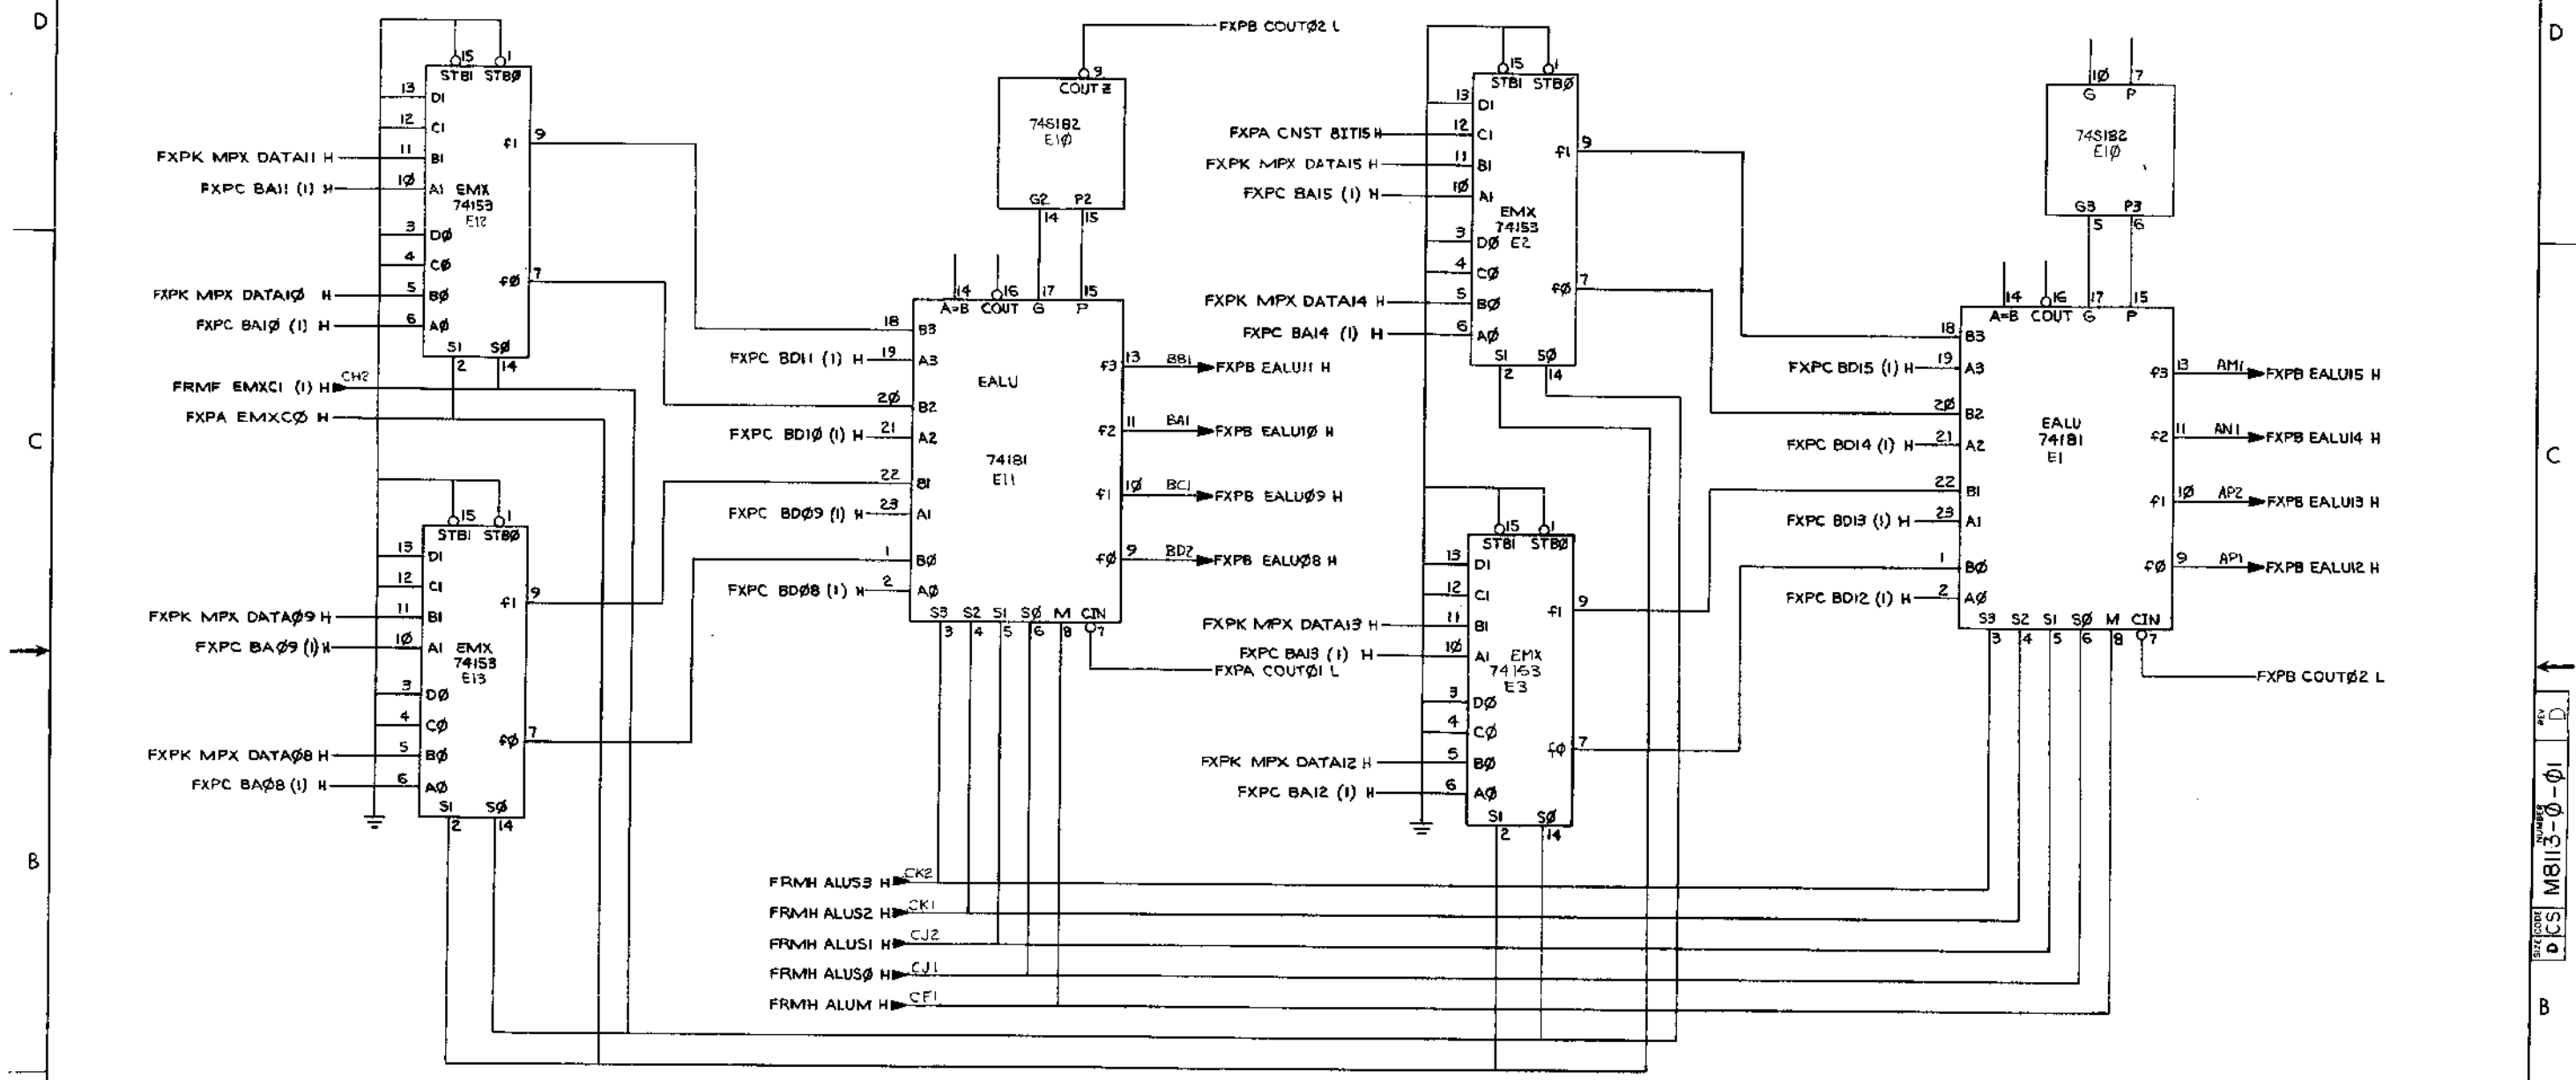 D
D
FXPB COUTØ2 L
15 1
STB1 STBØ
13 D1
12 C1
FXPK MPX DATA11 H 11 B1
FXPC BA11 (1) H 10 A1
EMX
74153
E12
3 DØ
4 CØ
FXPK MPX DATA1Ø H 5 BØ
FXPC BA1Ø (1) H 6 AØ
f1 9
fØ 7
S1 SØ
2 14
FRMF EMXC1 (1) H CH2
FXPA EMXCØ H
9
COUT Z
74S182
E1Ø
G2 P2
14 15
14 16 17 15
A=B COUT G P
18 B3
FXPC BD11 (1) H 19 A3
2Ø B2
FXPC BD1Ø (1) H 21 A2
22 B1
FXPC BDØ9 (1) H 23 A1
1 BØ
FXPC BDØ8 (1) H 2 AØ
EALU
74181
E11
f3 13 BB1 FXPB EALU11 H
f2 11 BA1 FXPB EALU1Ø H
f1 1Ø BC1 FXPB EALUØ9 H
fØ 9 BD2 FXPB EALUØ8 H
S3 S2 S1 SØ M CIN
3 4 5 6 8 7
FXPA COUTØ1 L
15 1
STB1 STBØ
13 D1
12 C1
FXPK MPX DATAØ9 H 11 B1
FXPC BAØ9 (1) H 1Ø A1
EMX
74153
E13
3 DØ
4 CØ
FXPK MPX DATAØ8 H 5 BØ
FXPC BAØ8 (1) H 6 AØ
f1 9
fØ 7
S1 SØ
2 14
15 1
STB1 STBØ
13 D1
FXPA CNST BIT15 H 12 C1
FXPK MPX DATA15 H 11 B1
FXPC BA15 (1) H 1Ø A1
EMX
74153
E2
3 DØ
4 CØ
FXPK MPX DATA14 H 5 BØ
FXPC BA14 (1) H 6 AØ
f1 9
fØ 7
S1 SØ
2 14
15 1
STB1 STBØ
13 D1
12 C1
FXPK MPX DATA13 H 11 B1
FXPC BA13 (1) H 1Ø A1
EMX
74153
E3
3 DØ
4 CØ
FXPK MPX DATA12 H 5 BØ
FXPC BA12 (1) H 6 AØ
f1 9
fØ 7
S1 SØ
2 14
1Ø 7
G P
74S182
E1Ø
G3 P3
5 6
14 16 17 15
A=B COUT G P
18 B3
FXPC BD15 (1) H 19 A3
2Ø B2
FXPC BD14 (1) H 21 A2
22 B1
FXPC BD13 (1) H 23 A1
1 BØ
FXPC BD12 (1) H 2 AØ
EALU
74181
E1
f3 13 AM1 FXPB EALU15 H
f2 11 AN1 FXPB EALU14 H
f1 1Ø AP2 FXPB EALU13 H
fØ 9 AP1 FXPB EALU12 H
S3 S2 S1 SØ M CIN
3 4 5 6 8 7
FXPB COUTØ2 L
FRMH ALUS3 H CK2
FRMH ALUS2 H CK1
FRMH ALUS1 H CJ2
FRMH ALUSØ H CJ1
FRMH ALUM H CF1
C
C
B
B
SIZE CODE NUMBER REV
D CS M8113-Ø-Ø1 D